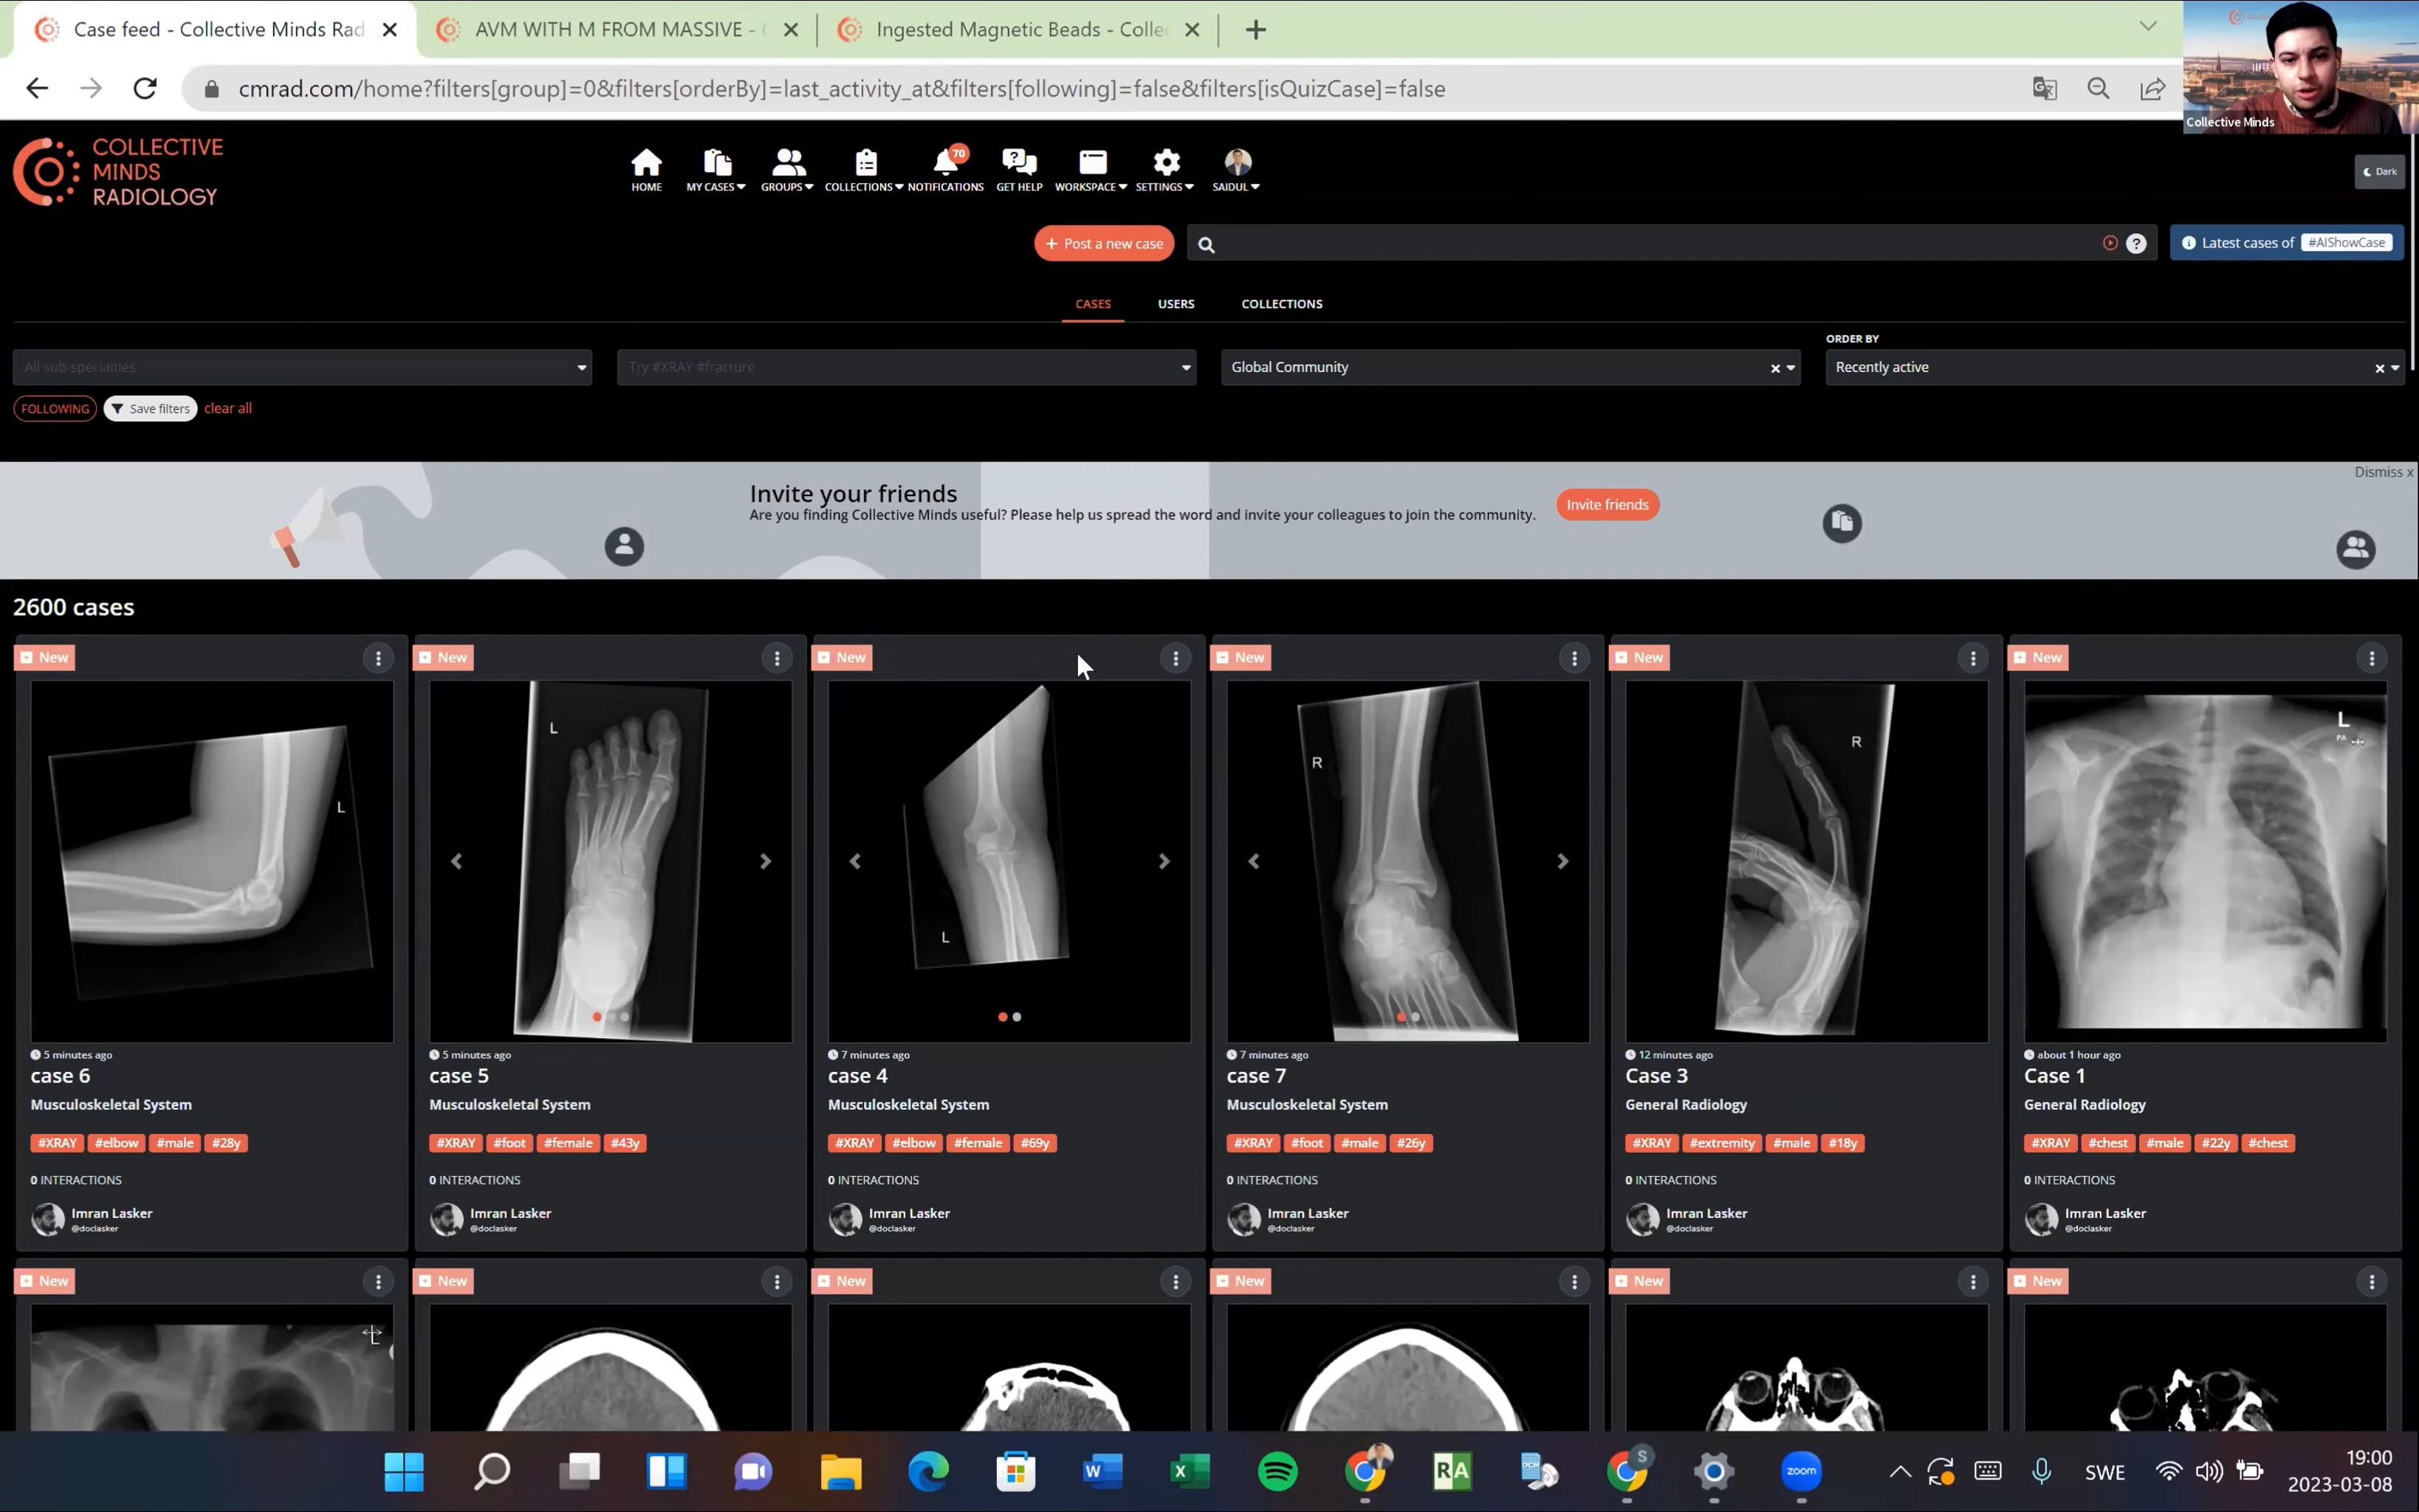 Case feed - Collective Minds Rad
AVM WITH M FROM MASSIVE -
Ingested Magnetic Beads - Colle
cmrad.com/home?filters[group]=0&filters[orderBy]=last_activity_at&filters[following]=false&filters[isQuizCase]=false
Collective Minds
COLLECTIVE
MINDS
RADIOLOGY
HOME
MY CASES
GROUPS
COLLECTIONS
70
NOTIFICATIONS
GET HELP
WORKSPACE
SETTINGS
SAIDUL
Dark
+ Post a new case
?
Latest cases of #AIShowCase
CASES USERS COLLECTIONS
ORDER BY
All sub-specialties
Try #XRAY #fracture
Global Community
Recently active
FOLLOWING Save filters clear all
Dismiss x
Invite your friends
Are you finding Collective Minds useful? Please help us spread the word and invite your colleagues to join the community.
Invite friends
2600 cases
New
L
5 minutes ago
case 6
Musculoskeletal System
#XRAY #elbow #male #28y
0 INTERACTIONS
Imran Lasker
@doclasker
New
L
5 minutes ago
case 5
Musculoskeletal System
#XRAY #foot #female #43y
0 INTERACTIONS
Imran Lasker
@doclasker
New
L
7 minutes ago
case 4
Musculoskeletal System
#XRAY #elbow #female #69y
0 INTERACTIONS
Imran Lasker
@doclasker
New
R
7 minutes ago
case 7
Musculoskeletal System
#XRAY #foot #male #26y
0 INTERACTIONS
Imran Lasker
@doclasker
New
R
12 minutes ago
Case 3
General Radiology
#XRAY #extremity #male #18y
0 INTERACTIONS
Imran Lasker
@doclasker
New
L
PA
about 1 hour ago
Case 1
General Radiology
#XRAY #chest #male #22y #chest
0 INTERACTIONS
Imran Lasker
@doclasker
New
L
New
New
New
New
New
W
X
RA
DCM
S
zoom
SWE
19:00
2023-03-08